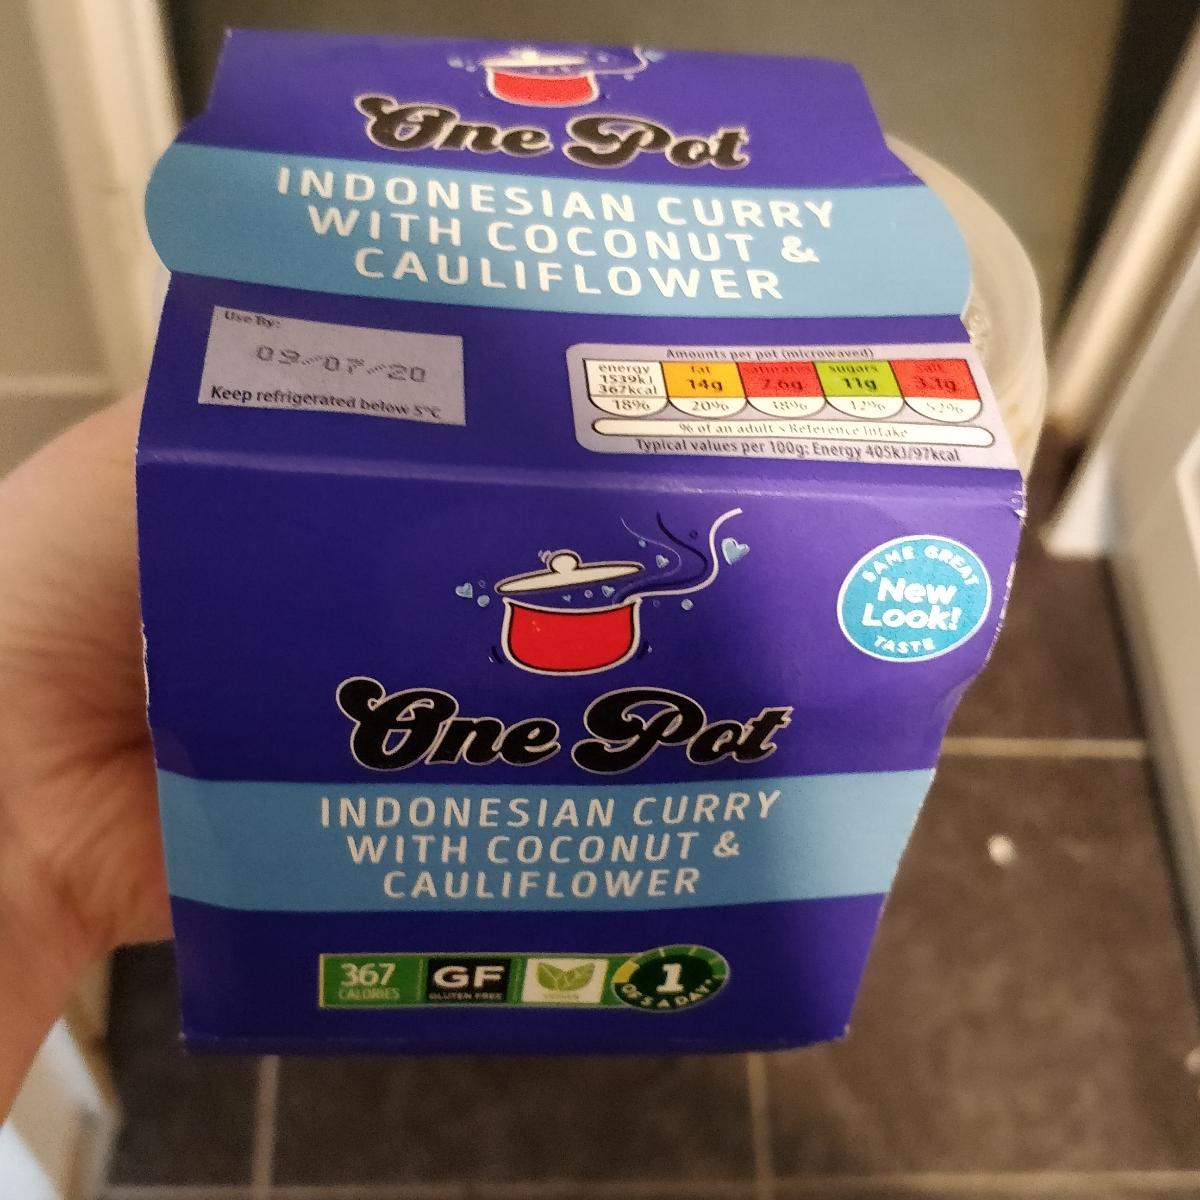 One Pot
INDONESIAN CURRY
WITH COCONUT &
CAULIFLOWER
Use By:
09/07/20
Keep refrigerated below 5°C
Amounts per pot (microwaved)
energy
1539kJ
367kcal
18%
fat
14g
20%
saturates
7.6g
38%
sugars
11g
12%
salt
3.1g
52%
% of an adult's Reference Intake
Typical values per 100g: Energy 405kJ/97kcal
SAME GREAT
New
Look!
TASTE
One Pot
INDONESIAN CURRY
WITH COCONUT &
CAULIFLOWER
367
CALORIES
GF
GLUTEN FREE
1
OF 5 A DAY*